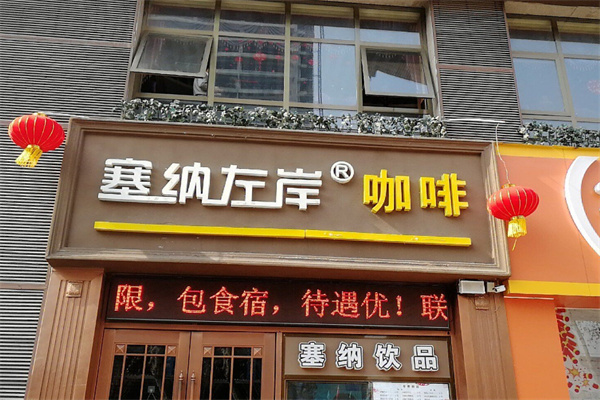 塞纳左岸® 咖啡
限，包食宿，待遇优！联
塞纳饮品